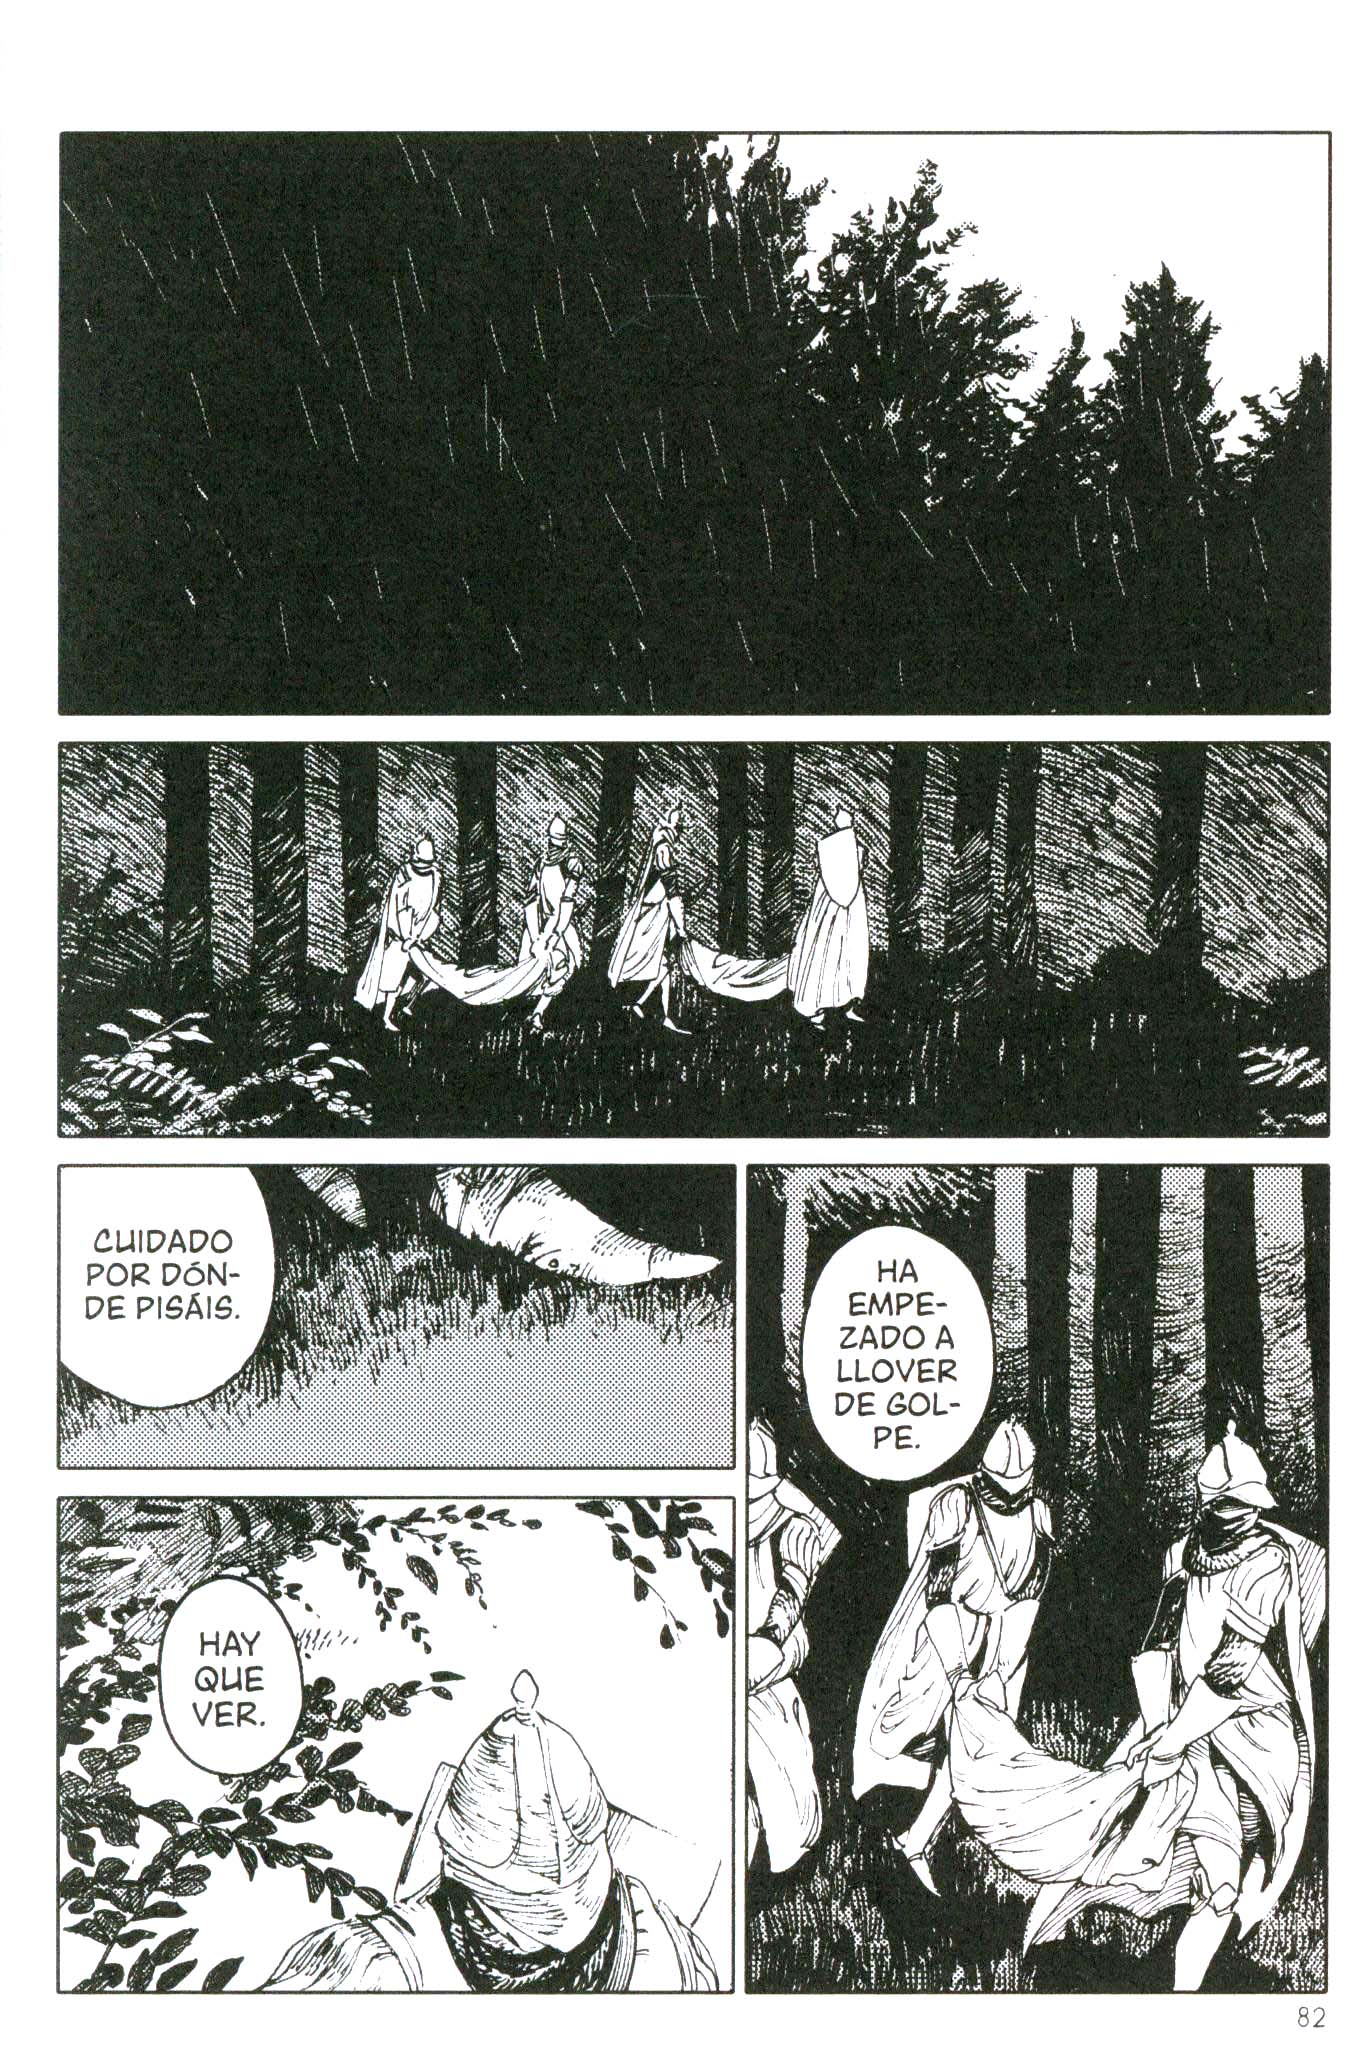 HA
EMPE-
ZADO A
LLOVER
DE GOL-
PE.
CUIDADO
POR DÓN-
DE PISÁIS.
HAY
QUE
VER.
82